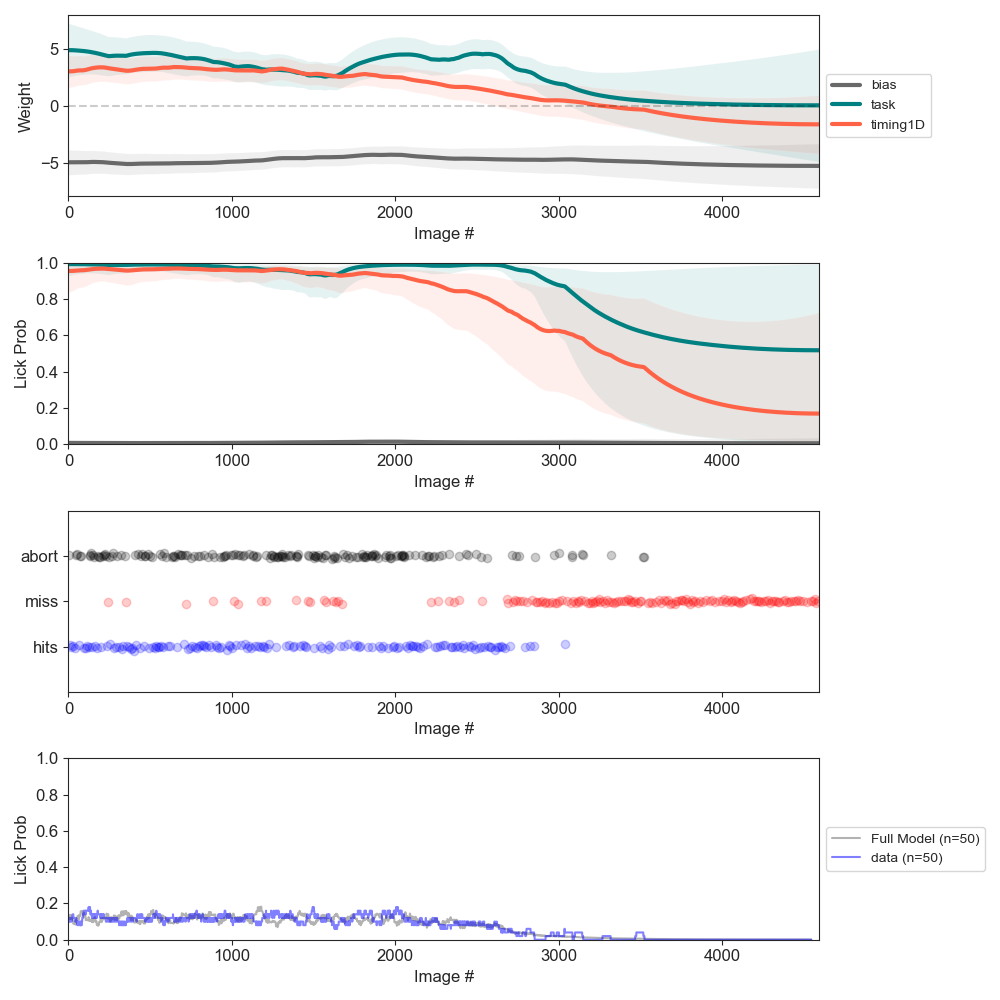 5
0
−5
Weight
0
1000
2000
3000
4000
Image #
bias
task
timing1D
1.0
0.8
0.6
0.4
0.2
0.0
Lick Prob
0
1000
2000
3000
4000
Image #
abort
miss
hits
0
1000
2000
3000
4000
Image #
1.0
0.8
0.6
0.4
0.2
0.0
Lick Prob
0
1000
2000
3000
4000
Image #
Full Model (n=50)
data (n=50)